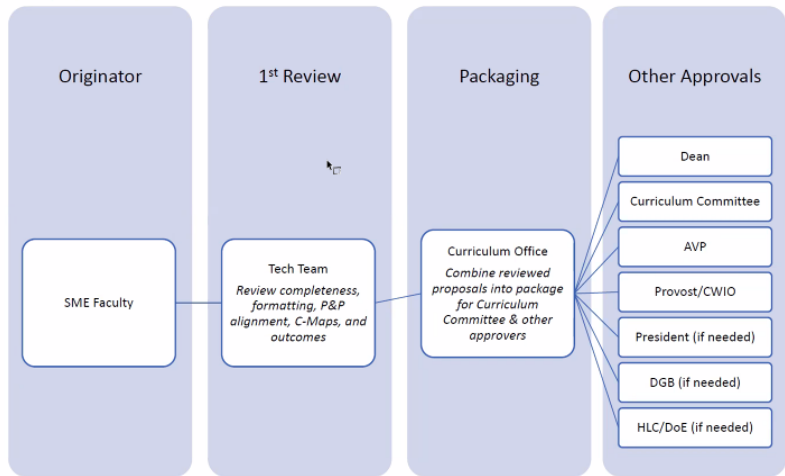 Originator
1st Review
Packaging
Other Approvals
SME Faculty
Tech Team
Review completeness,
formatting, P&P
alignment, C-Maps, and
outcomes
Curriculum Office
Combine reviewed
proposals into package
for Curriculum
Committee & other
approvers
Dean
Curriculum Committee
AVP
Provost/CWIO
President (if needed)
DGB (if needed)
HLC/DoE (if needed)